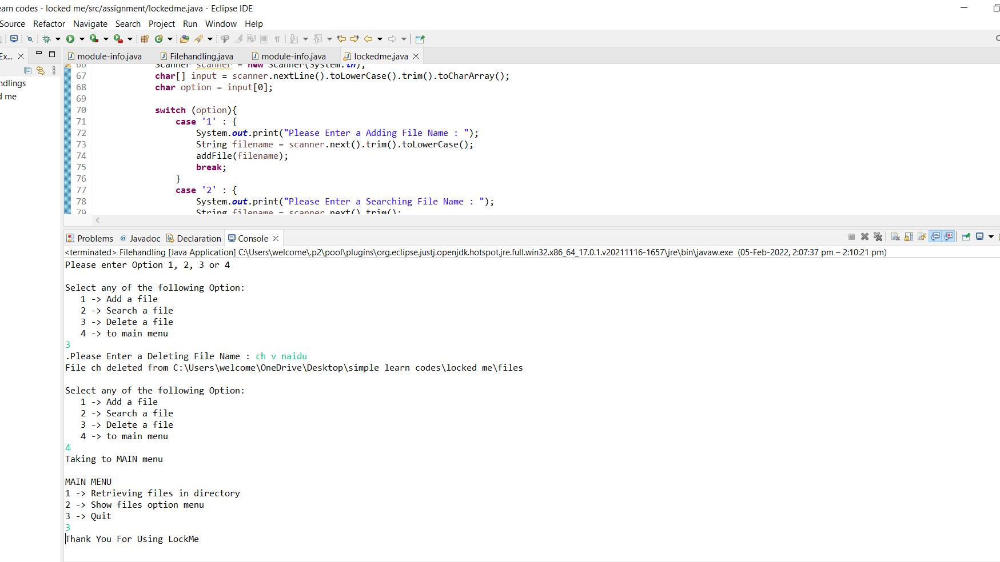 earn codes - locked me/src/assignment/lockedme.java - Eclipse IDE
Source Refactor Navigate Search Project Run Window Help
Ex... module-info.java Filehandling.java module-info.java lockedme.java
ndlings
d me
66 Scanner scanner = new Scanner(System.in);
67 char[] input = scanner.nextLine().toLowerCase().trim().toCharArray();
68 char option = input[0];
69
70 switch (option){
71 case '1' : {
72 System.out.print("Please Enter a Adding File Name : ");
73 String filename = scanner.next().trim().toLowerCase();
74 addFile(filename);
75 break;
76 }
77 case '2' : {
78 System.out.print("Please Enter a Searching File Name : ");
79 String filename = scanner.next().trim();
Problems @ Javadoc Declaration Console
<terminated> Filehandling [Java Application] C:\Users\welcome\.p2\pool\plugins\org.eclipse.justj.openjdk.hotspot.jre.full.win32.x86_64_17.0.1.v20211116-1657\jre\bin\javaw.exe (05-Feb-2022, 2:07:37 pm – 2:10:21 pm)
Please enter Option 1, 2, 3 or 4
Select any of the following Option:
1 -> Add a file
2 -> Search a file
3 -> Delete a file
4 -> to main menu
3
.Please Enter a Deleting File Name : ch v naidu
File ch deleted from C:\Users\welcome\OneDrive\Desktop\simple learn codes\locked me\files
Select any of the following Option:
1 -> Add a file
2 -> Search a file
3 -> Delete a file
4 -> to main menu
4
Taking to MAIN menu
MAIN MENU
1 -> Retrieving files in directory
2 -> Show files option menu
3 -> Quit
3
Thank You For Using LockMe